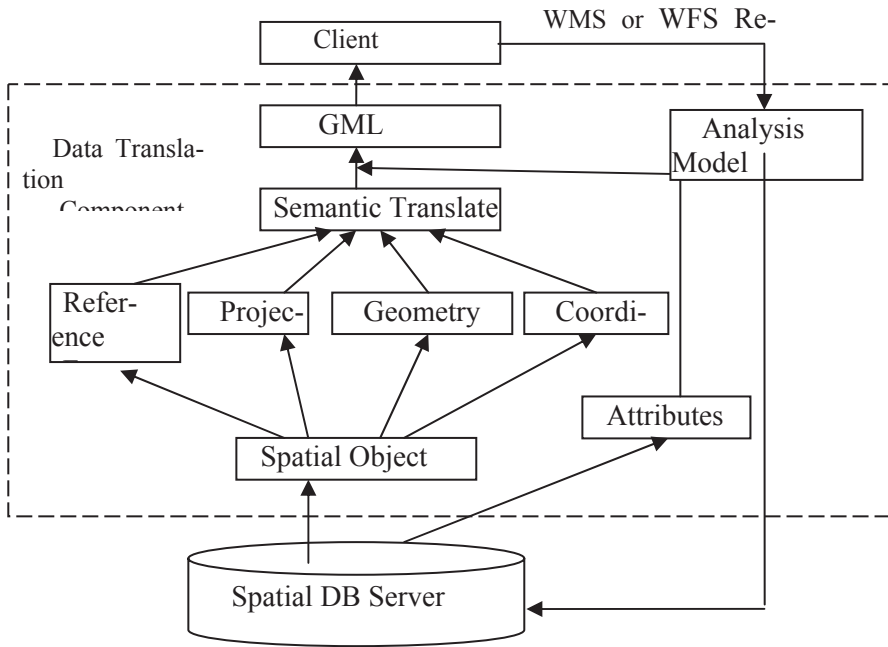 WMS or WFS Re-
Client
GML
Analysis
Model
Data Transla-
tion
Component
Semantic Translate
Refer-
ence
Projec-
Geometry
Coordi-
Attributes
Spatial Object
Spatial DB Server